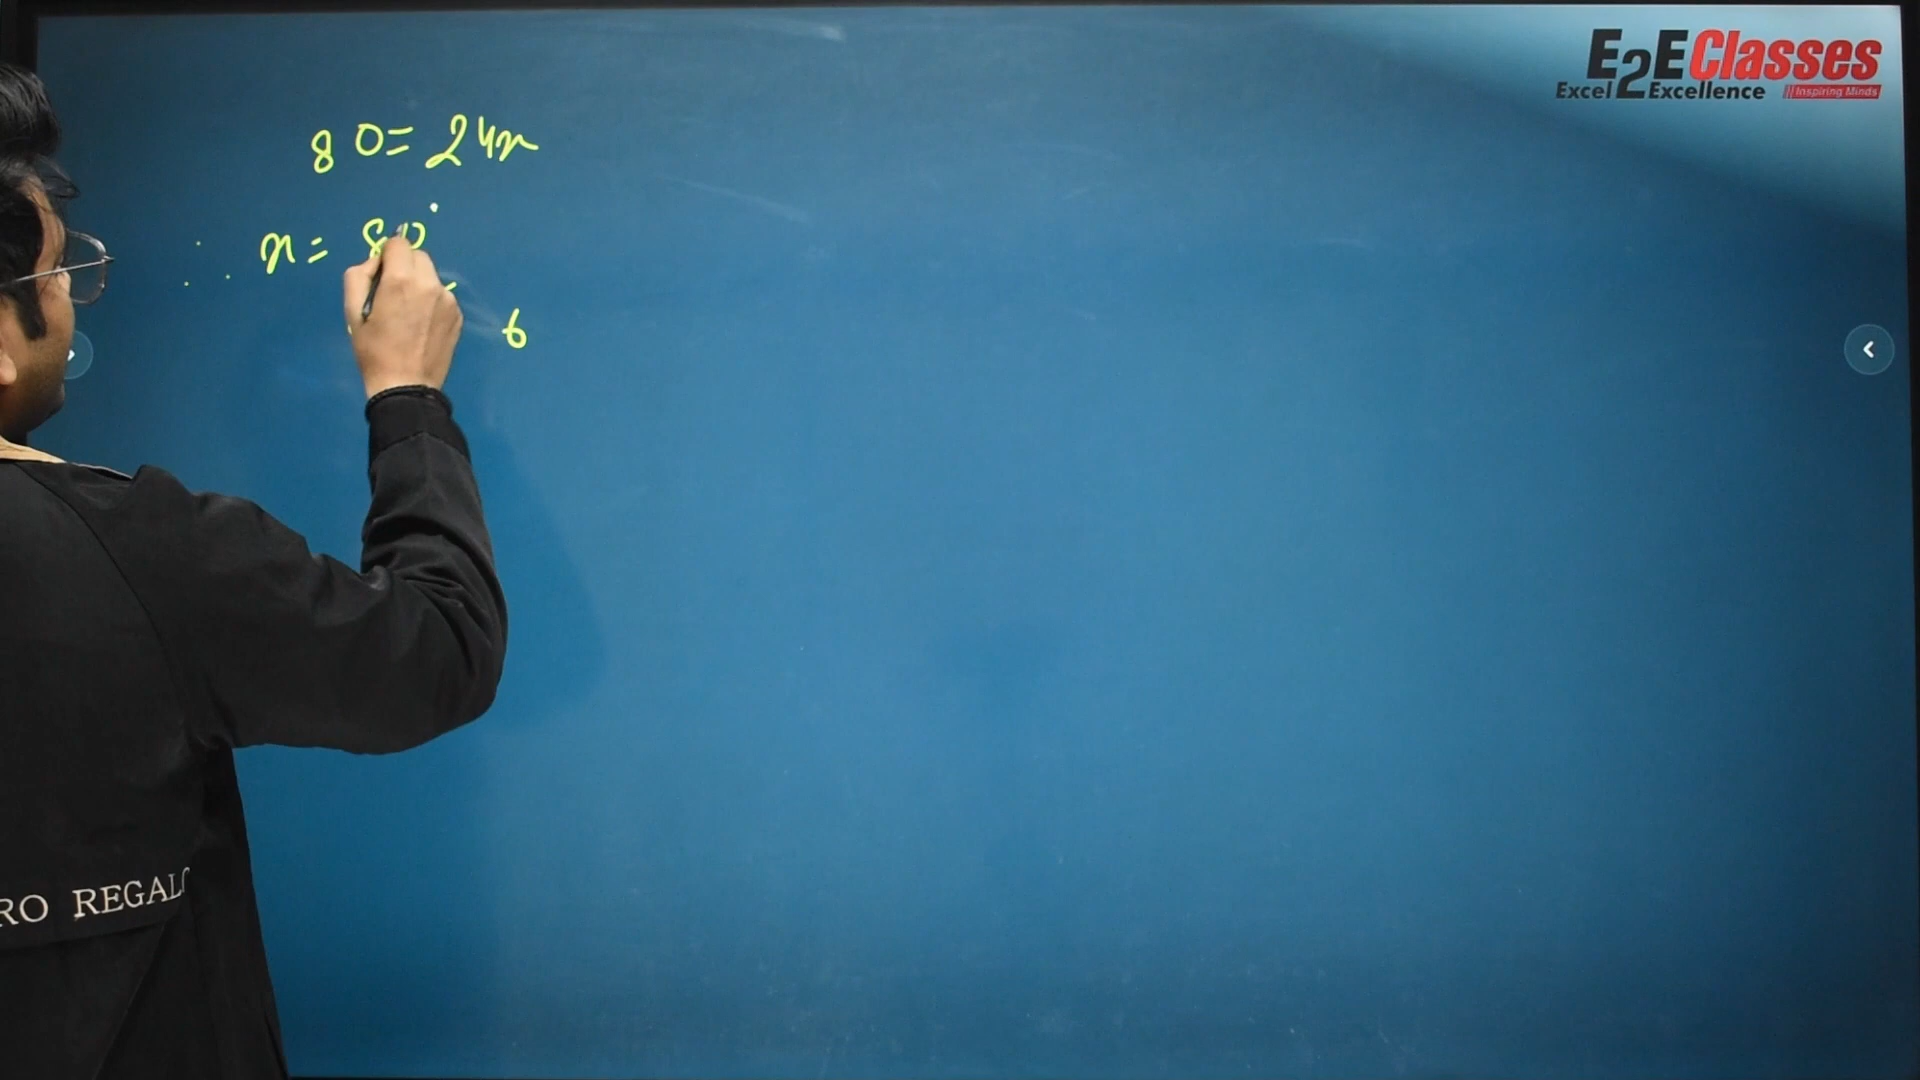 E2E Classes
Excel 2 Excellence
Inspiring Minds
80 = 24x
∴ x = 80
6
RO REGAL